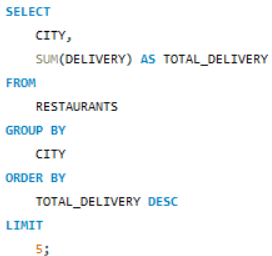 SELECT
CITY,
SUM(DELIVERY) AS TOTAL_DELIVERY
FROM
RESTAURANTS
GROUP BY
CITY
ORDER BY
TOTAL_DELIVERY DESC
LIMIT
5;